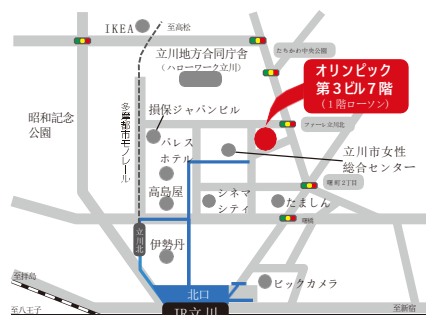 IKEA
至高松
立川地方合同庁舎
(ハローワーク立川)
たちかわ中央公園
オリンピック
第3ビル7階
(1階ローソン)
昭和記念
公園
多摩都市モノレール
損保ジャパンビル
ファーレ立川北
パレス
ホテル
立川市女性
総合センター
高島屋
シネマ
シティ
曙町2丁目
たましん
曙橋
立川北
伊勢丹
至拝島
北口
ビックカメラ
至八王子
JR立川
至新宿